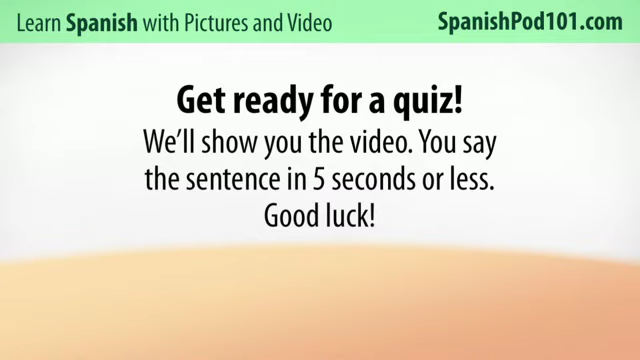 Learn Spanish with Pictures and Video
SpanishPod101.com
Get ready for a quiz!
We'll show you the video. You say
the sentence in 5 seconds or less.
Good luck!